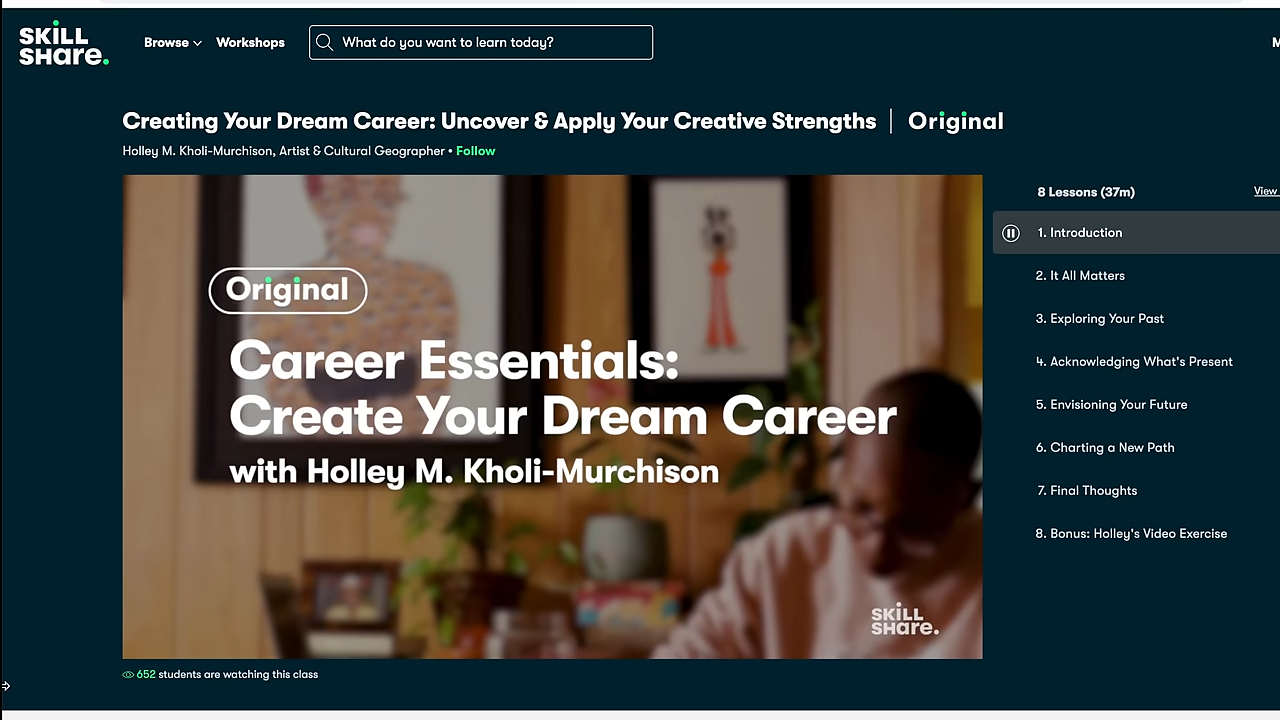 SKILL
SHare.
Browse
Workshops
What do you want to learn today?
M
Creating Your Dream Career: Uncover & Apply Your Creative Strengths | Original
Holley M. Kholi-Murchison, Artist & Cultural Geographer • Follow
Original
Career Essentials:
Create Your Dream Career
with Holley M. Kholi-Murchison
SKILL
SHare.
652 students are watching this class
8 Lessons (37m)
View
1. Introduction
2. It All Matters
3. Exploring Your Past
4. Acknowledging What's Present
5. Envisioning Your Future
6. Charting a New Path
7. Final Thoughts
8. Bonus: Holley's Video Exercise